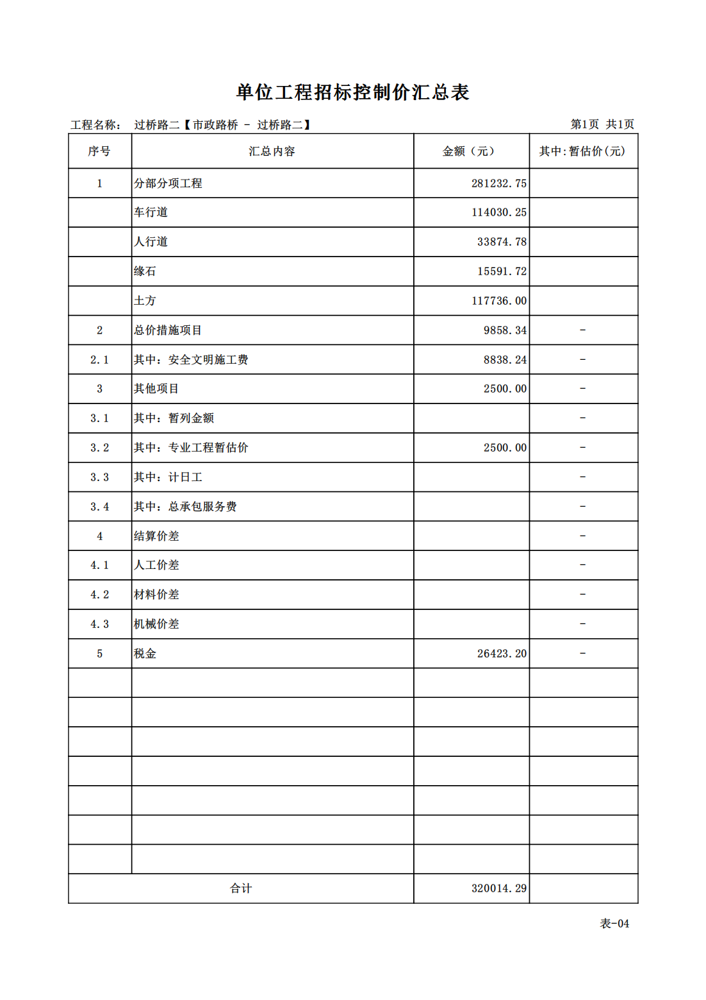 单位工程招标控制价汇总表
工程名称： 过桥路二【市政路桥 - 过桥路二】 第1页 共1页
序号 汇总内容 金额（元） 其中:暂估价(元)
1 分部分项工程 281232.75
车行道 114030.25
人行道 33874.78
缘石 15591.72
土方 117736.00
2 总价措施项目 9858.34 -
2.1 其中：安全文明施工费 8838.24 -
3 其他项目 2500.00 -
3.1 其中：暂列金额 -
3.2 其中：专业工程暂估价 2500.00 -
3.3 其中：计日工 -
3.4 其中：总承包服务费 -
4 结算价差 -
4.1 人工价差 -
4.2 材料价差 -
4.3 机械价差 -
5 税金 26423.20 -
合计 320014.29
表-04